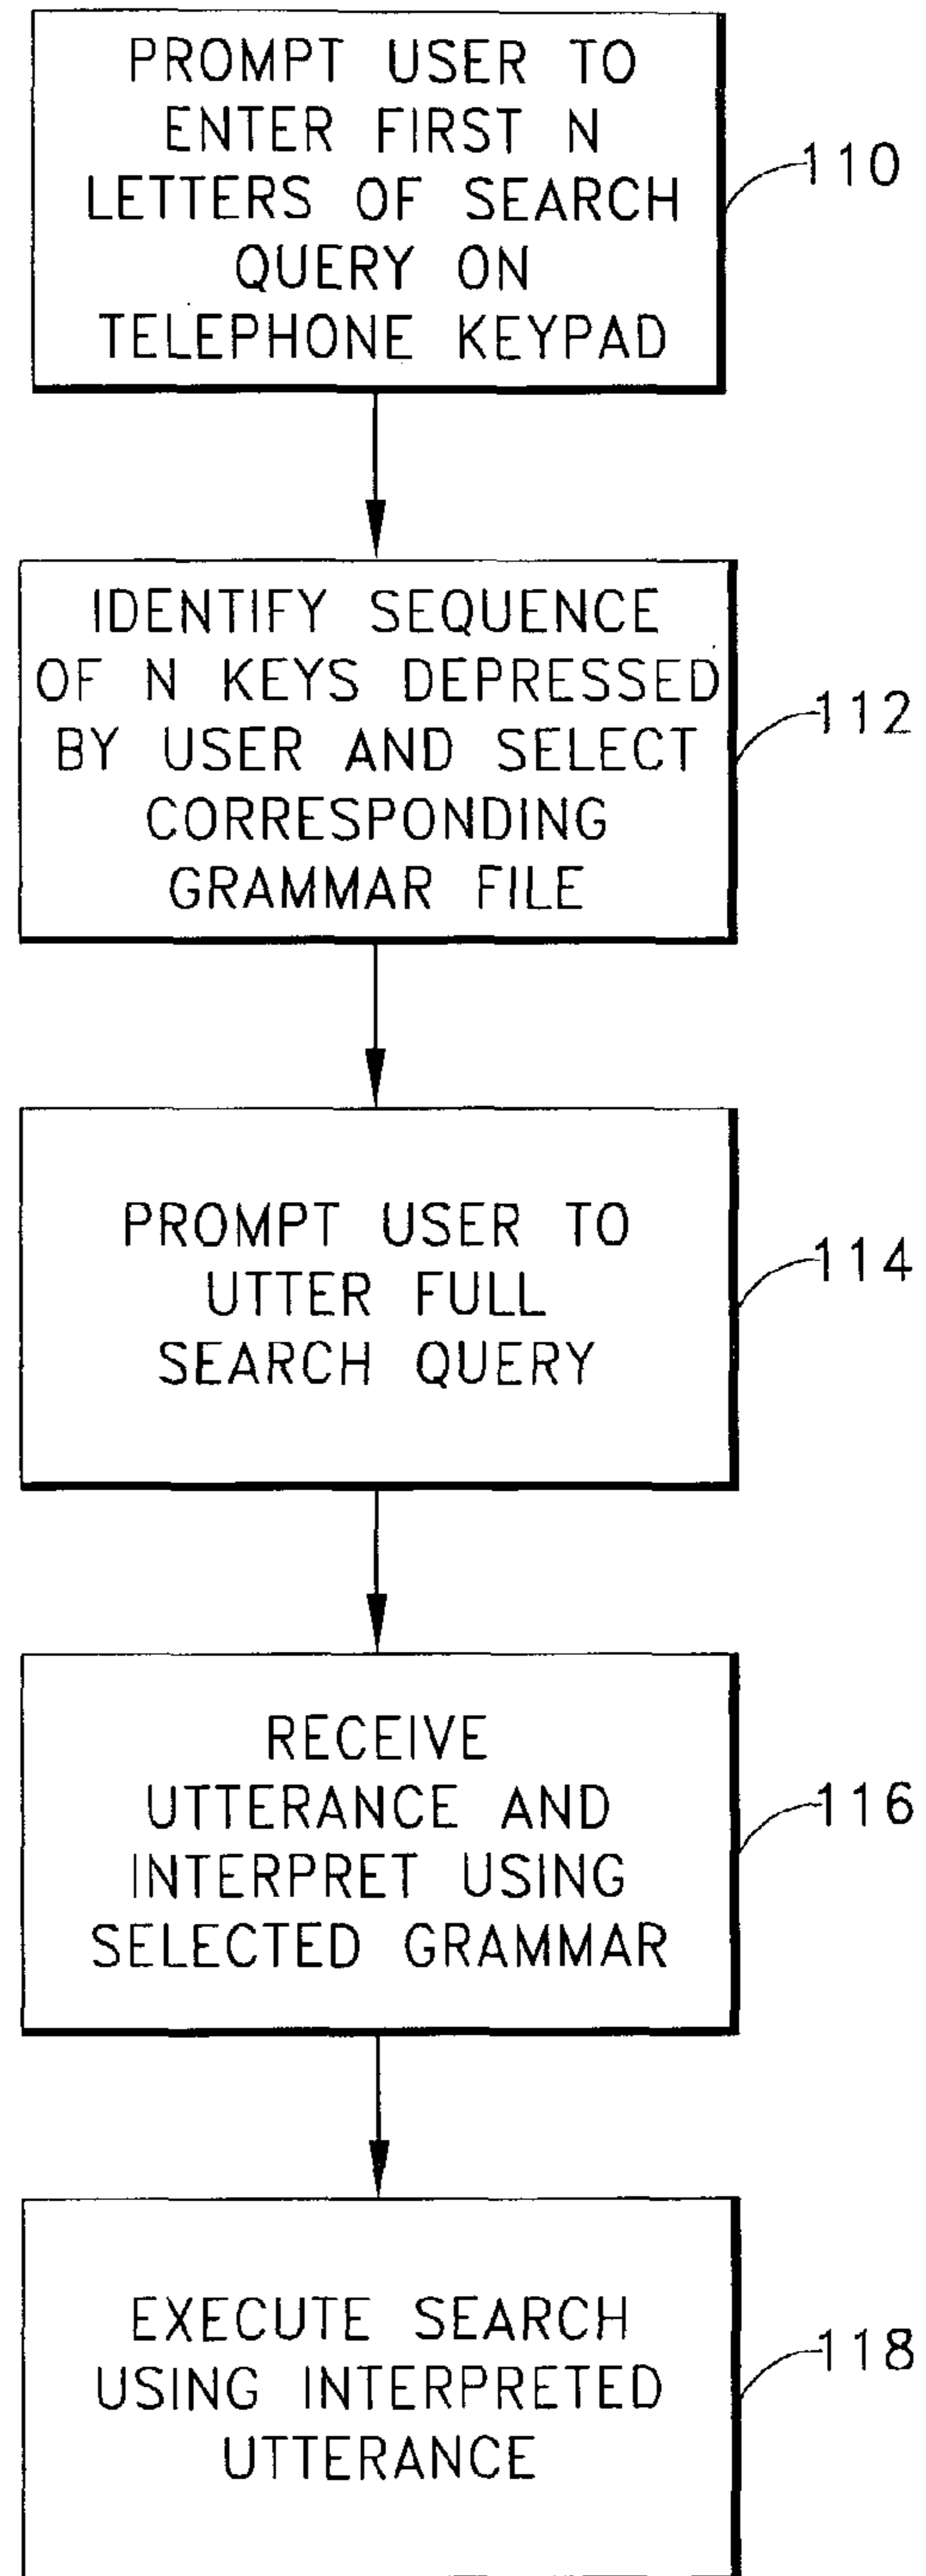 PROMPT USER TO
ENTER FIRST N
LETTERS OF SEARCH
QUERY ON
TELEPHONE KEYPAD
110
IDENTIFY SEQUENCE
OF N KEYS DEPRESSED
BY USER AND SELECT
CORRESPONDING
GRAMMAR FILE
112
PROMPT USER TO
UTTER FULL
SEARCH QUERY
114
RECEIVE
UTTERANCE AND
INTERPRET USING
SELECTED GRAMMAR
116
EXECUTE SEARCH
USING INTERPRETED
UTTERANCE
118